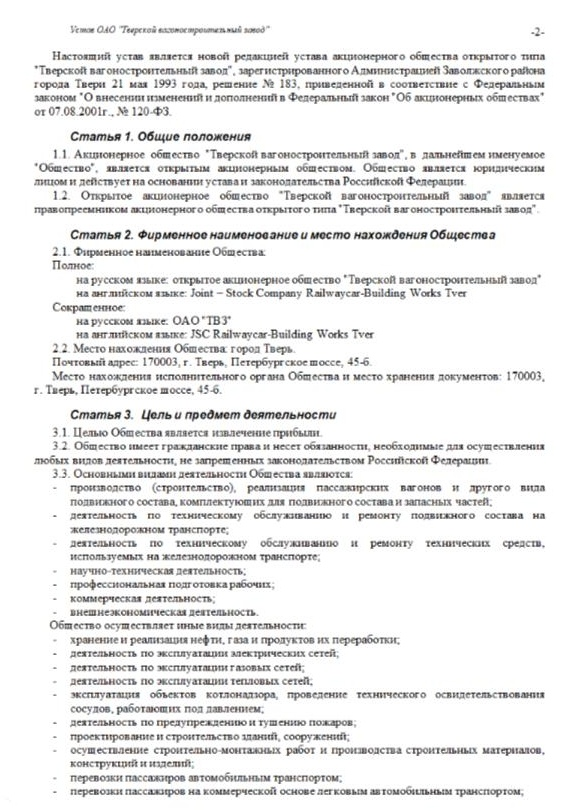 Устав ОАО "Тверской вагоностроительный завод"
-2-
Настоящий устав является новой редакцией устава акционерного общества открытого типа
"Тверской вагоностроительный завод", зарегистрированного Администрацией Заволжского района
города Твери 21 мая 1993 года, решение № 183, приведенной в соответствие с Федеральным
законом "О внесении изменений и дополнений в Федеральный закон "Об акционерных обществах"
от 07.08.2001г., № 120-ФЗ.
Статья 1. Общие положения
1.1. Акционерное общество "Тверской вагоностроительный завод", в дальнейшем именуемое
"Общество", является открытым акционерным обществом. Общество является юридическим
лицом и действует на основании устава и законодательства Российской Федерации.
1.2. Открытое акционерное общество "Тверской вагоностроительный завод" является
правопреемником акционерного общества открытого типа "Тверской вагоностроительный завод".
Статья 2. Фирменное наименование и место нахождения Общества
2.1. Фирменное наименование Общества:
Полное:
на русском языке: открытое акционерное общество "Тверской вагоностроительный завод"
на английском языке: Joint – Stock Company Railwaycar-Building Works Tver
Сокращенное:
на русском языке: ОАО "ТВЗ"
на английском языке: JSC Railwaycar-Building Works Tver
2.2. Место нахождения Общества: город Тверь.
Почтовый адрес: 170003, г. Тверь, Петербургское шоссе, 45-б.
Место нахождения исполнительного органа Общества и место хранения документов: 170003,
г. Тверь, Петербургское шоссе, 45-б.
Статья 3. Цель и предмет деятельности
3.1. Целью Общества является извлечение прибыли.
3.2. Общество имеет гражданские права и несет обязанности, необходимые для осуществления
любых видов деятельности, не запрещенных законодательством Российской Федерации.
3.3. Основными видами деятельности Общества являются:
- производство (строительство), реализация пассажирских вагонов и другого вида
подвижного состава, комплектующих для подвижного состава и запасных частей;
- деятельность по техническому обслуживанию и ремонту подвижного состава на
железнодорожном транспорте;
- деятельность по техническому обслуживанию и ремонту технических средств,
используемых на железнодорожном транспорте;
- научно-техническая деятельность;
- профессиональная подготовка рабочих;
- коммерческая деятельность;
- внешнеэкономическая деятельность.
Общество осуществляет иные виды деятельности:
- хранение и реализация нефти, газа и продуктов их переработки;
- деятельность по эксплуатации электрических сетей;
- деятельность по эксплуатации газовых сетей;
- деятельность по эксплуатации тепловых сетей;
- эксплуатация объектов котлонадзора, проведение технического освидетельствования
сосудов, работающих под давлением;
- деятельность по предупреждению и тушению пожаров;
- проектирование и строительство зданий, сооружений;
- осуществление строительно-монтажных работ и производства строительных материалов,
конструкций и изделий;
- перевозки пассажиров автомобильным транспортом;
- перевозки пассажиров на коммерческой основе легковым автомобильным транспортом;